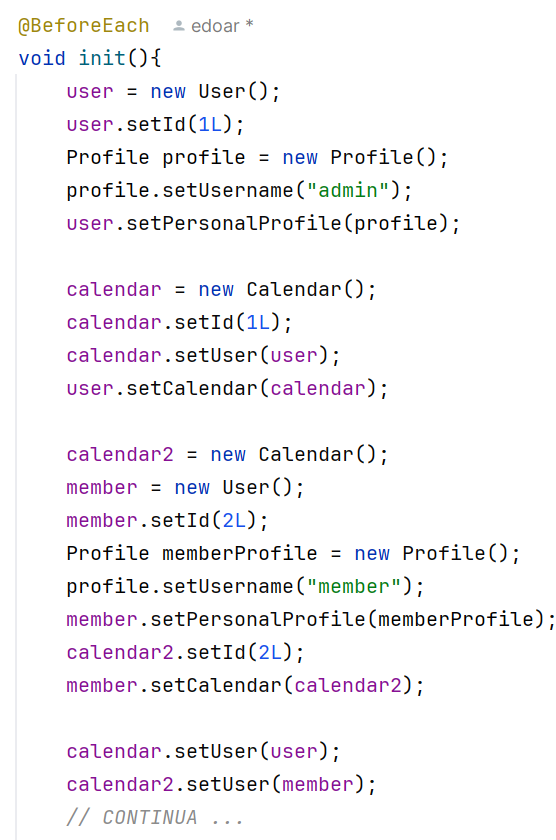 @BeforeEach edoar *
void init(){
user = new User();
user.setId(1L);
Profile profile = new Profile();
profile.setUsername("admin");
user.setPersonalProfile(profile);
calendar = new Calendar();
calendar.setId(1L);
calendar.setUser(user);
user.setCalendar(calendar);
calendar2 = new Calendar();
member = new User();
member.setId(2L);
Profile memberProfile = new Profile();
profile.setUsername("member");
member.setPersonalProfile(memberProfile);
calendar2.setId(2L);
member.setCalendar(calendar2);
calendar.setUser(user);
calendar2.setUser(member);
// CONTINUA ...